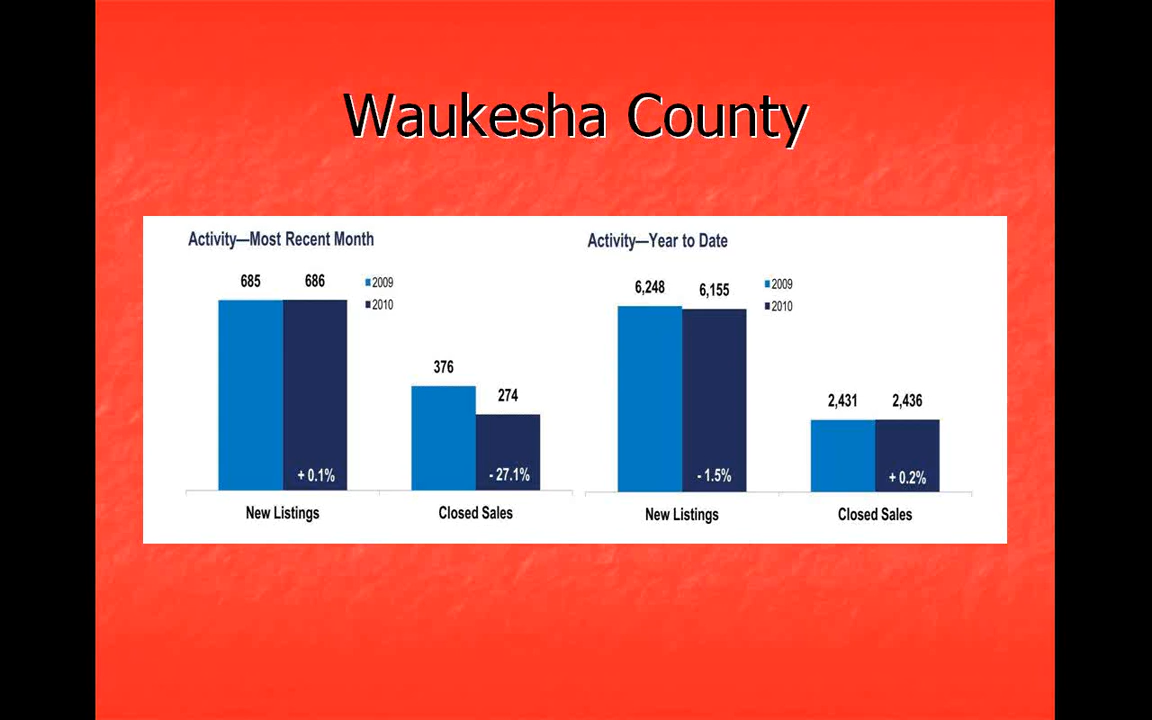 Waukesha County
Activity—Most Recent Month
685
686
2009
2010
376
274
+ 0.1%
- 27.1%
New Listings
Closed Sales
Activity—Year to Date
6,248
6,155
2009
2010
2,431
2,436
- 1.5%
+ 0.2%
New Listings
Closed Sales